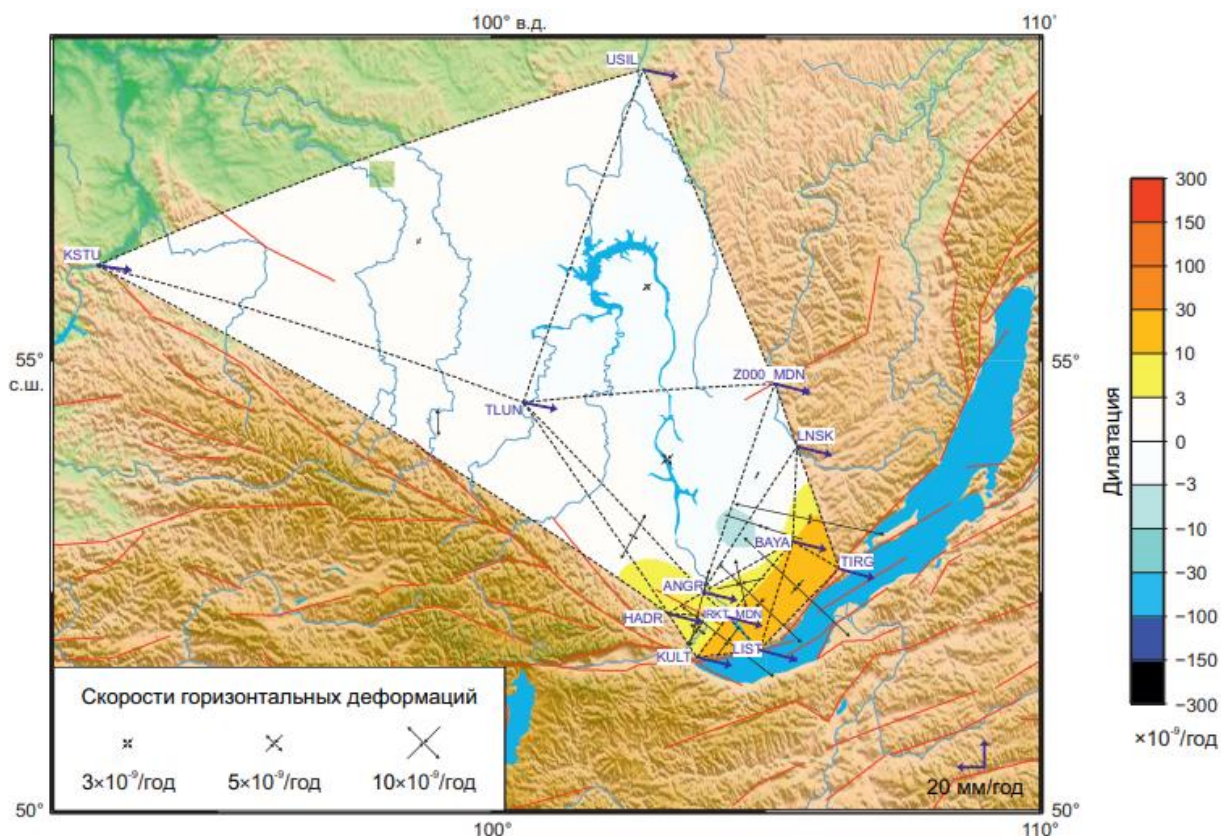 100° в.д.
110°
USIL
KSTU
300
150
100
30
10
3
0
−3
−10
−30
−100
−150
−300
Дилатация
×10⁻⁹/год
55°
с.ш.
55°
Z000_MDN
TLUN
LNSK
BAYA
TIRG
ANGR
HADR
IRKT_MDN
KULT
LIST
Скорости горизонтальных деформаций
3×10⁻⁹/год
5×10⁻⁹/год
10×10⁻⁹/год
20 мм/год
50°
50°
100°
110°